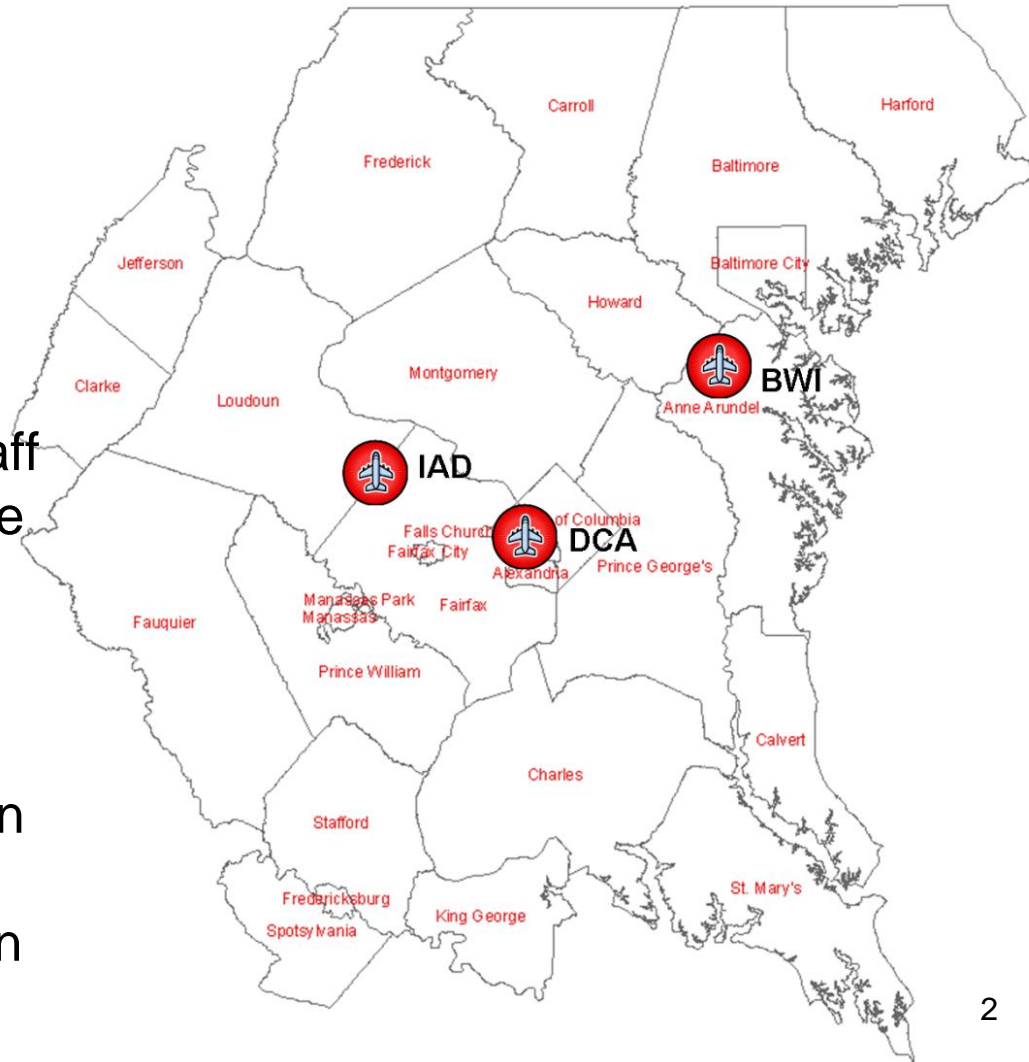 Carroll
Harford
Frederick
Baltimore
Jefferson
Baltimore City
Howard
Clarke
Montgomery
BWI
Loudoun
Anne Arundel
aff
IAD
e
of Columbia
Falls Church
DCA
Fairfax City
Alexandria
Prince George's
Manassas Park
Fairfax
Manassas
Fauquier
Prince William
Calvert
Charles
n
Stafford
St. Mary's
Fredericksburg
King George
Spotsylvania
n
2